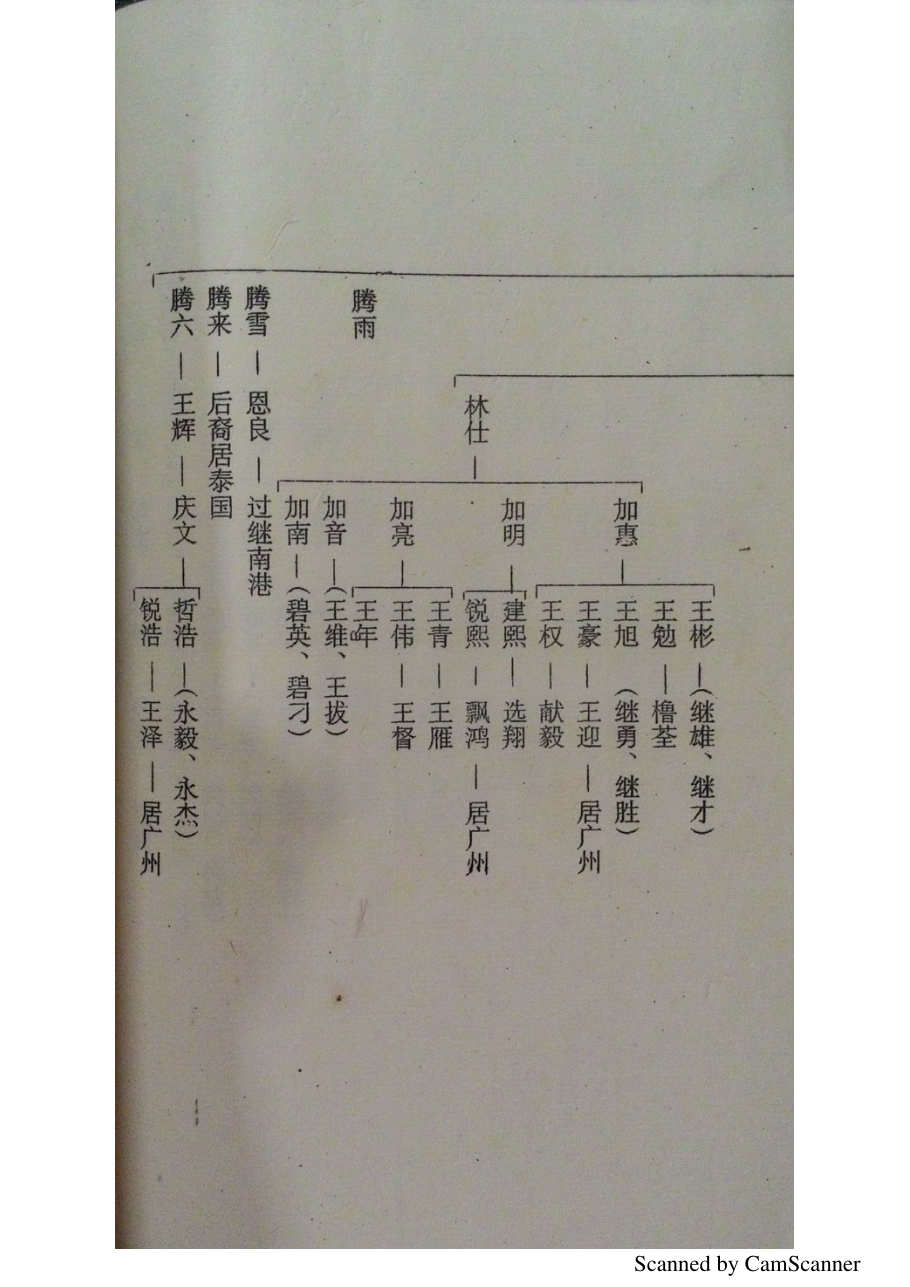 林仕
加惠
王彬—(继雄、继才)
王勉—橹荃
王旭 (继勇、继胜)
王豪—王迎—居广州
王权—献毅
加明
建熙—选翔
锐熙—飘鸿—居广州
加亮
王青—王雁
王伟—王督
王年
加音—(王维、王拔)
加南—(碧英、碧刁)
腾雨
腾雪—恩良—过继南港
腾来—后裔居泰国
腾六—王辉—庆文
哲浩—(永毅、永杰)
锐浩—王泽—居广州
Scanned by CamScanner